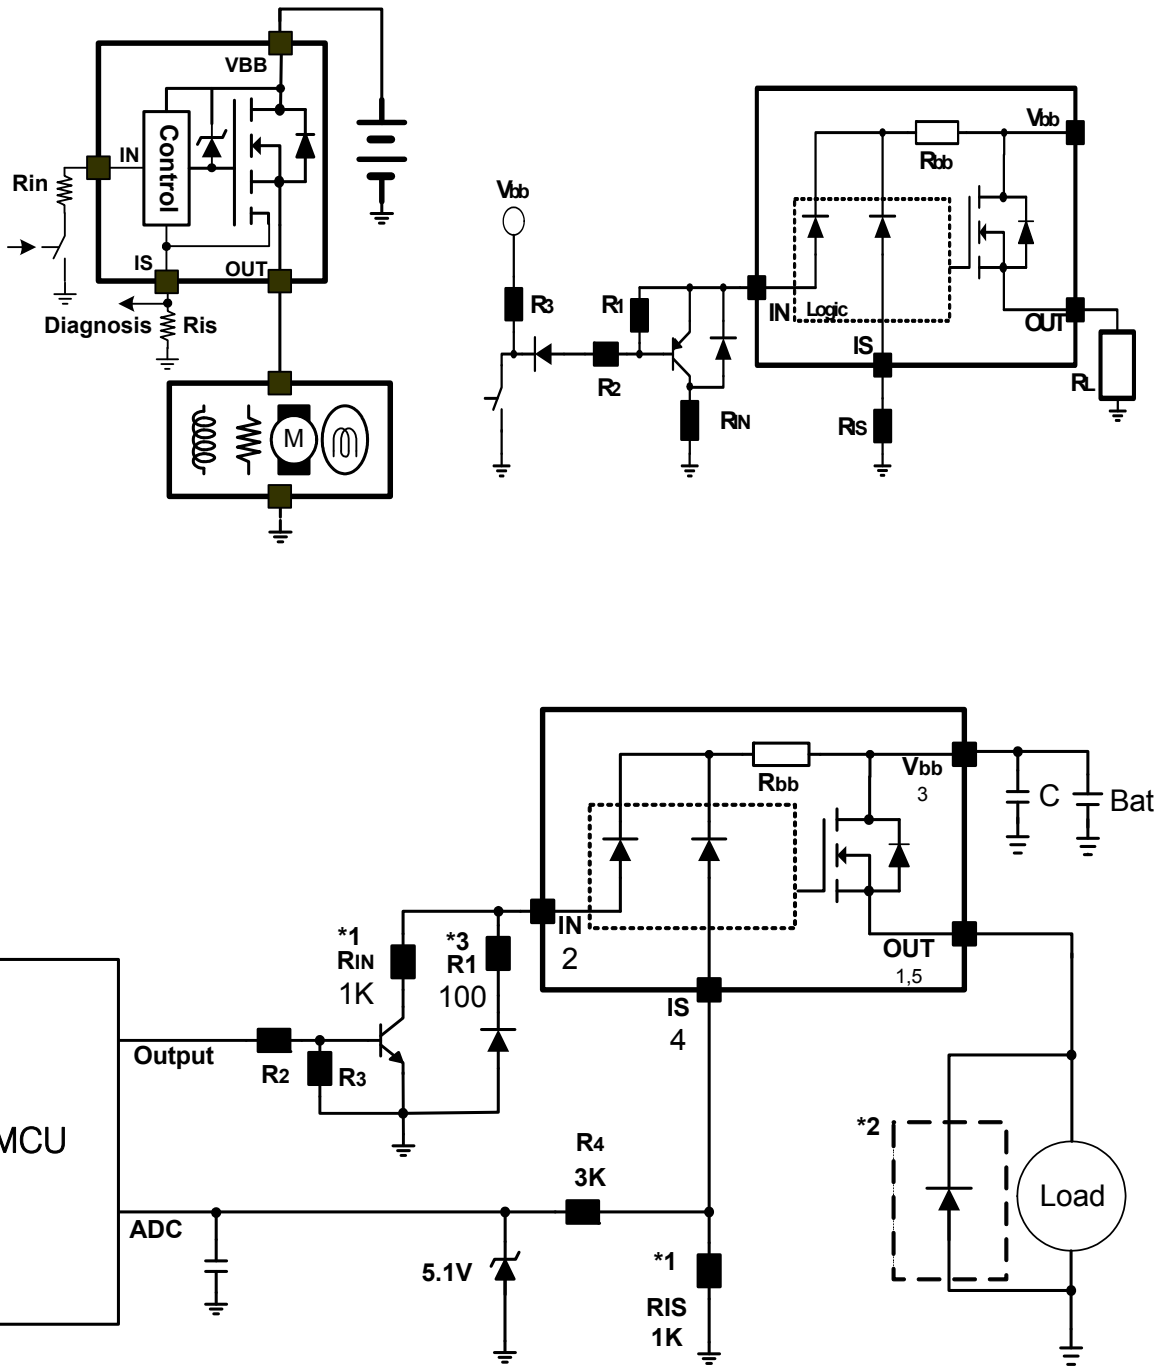 VBB
Control
IN
Rin
IS
OUT
Diagnosis
Ris
M
Vbb
Rbb
Vbb
R3
R1
IN
Logic
OUT
IS
R2
RIN
RIS
RL
Vbb
3
Rbb
C
Bat
*1
RIN
1K
*3
R1
100
IN
2
OUT
1,5
IS
4
Output
R2
R3
MCU
R4
3K
*2
Load
ADC
5.1V
*1
RIS
1K